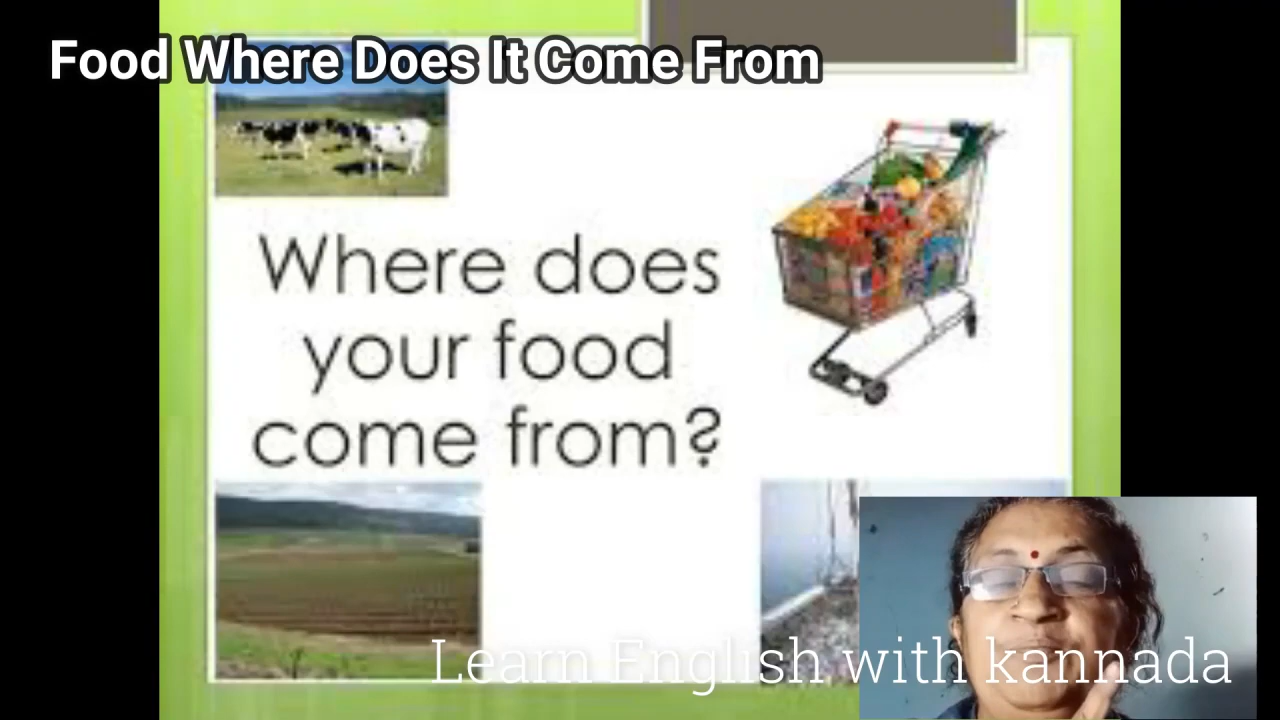 Food Where Does It Come From
Where does
your food
come from?
Learn English with kannada